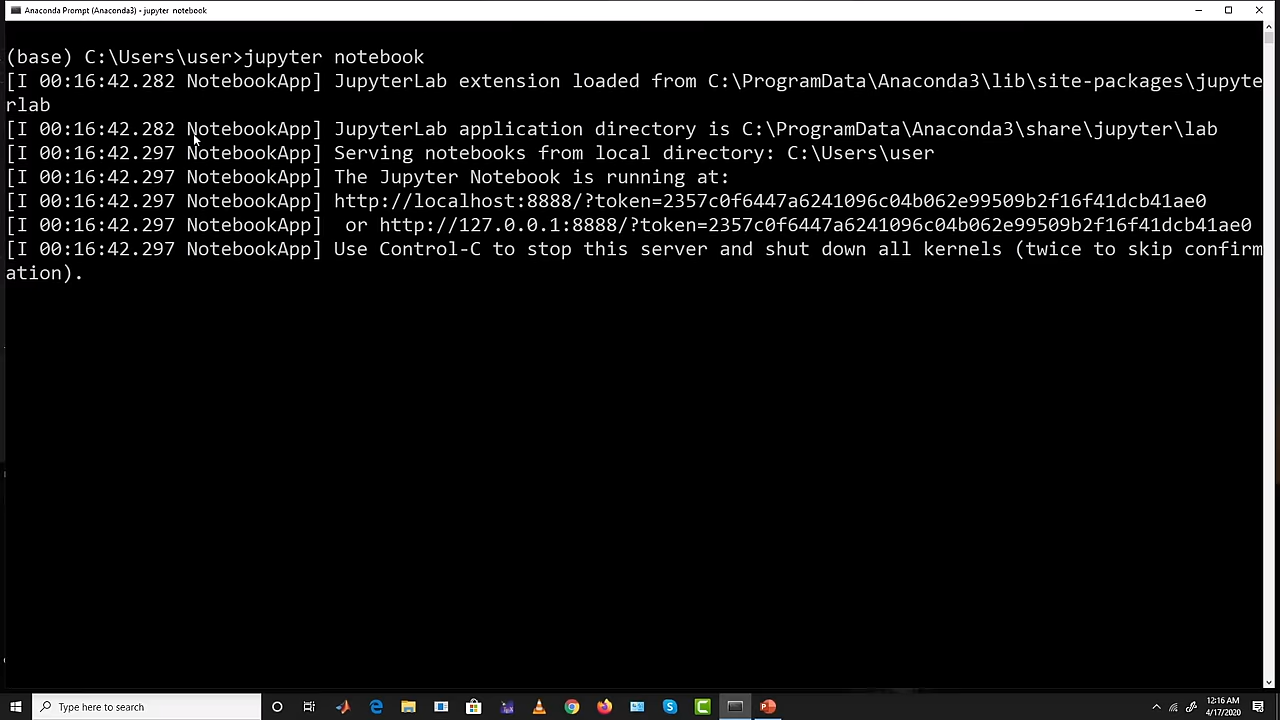 Anaconda Prompt (Anaconda3) - jupyter notebook
(base) C:\Users\user>jupyter notebook
[I 00:16:42.282 NotebookApp] JupyterLab extension loaded from C:\ProgramData\Anaconda3\lib\site-packages\jupyte
rlab
[I 00:16:42.282 NotebookApp] JupyterLab application directory is C:\ProgramData\Anaconda3\share\jupyter\lab
[I 00:16:42.297 NotebookApp] Serving notebooks from local directory: C:\Users\user
[I 00:16:42.297 NotebookApp] The Jupyter Notebook is running at:
[I 00:16:42.297 NotebookApp] http://localhost:8888/?token=2357c0f6447a6241096c04b062e99509b2f16f41dcb41ae0
[I 00:16:42.297 NotebookApp]  or http://127.0.0.1:8888/?token=2357c0f6447a6241096c04b062e99509b2f16f41dcb41ae0
[I 00:16:42.297 NotebookApp] Use Control-C to stop this server and shut down all kernels (twice to skip confirm
ation).
Type here to search
12:16 AM
4/17/2020